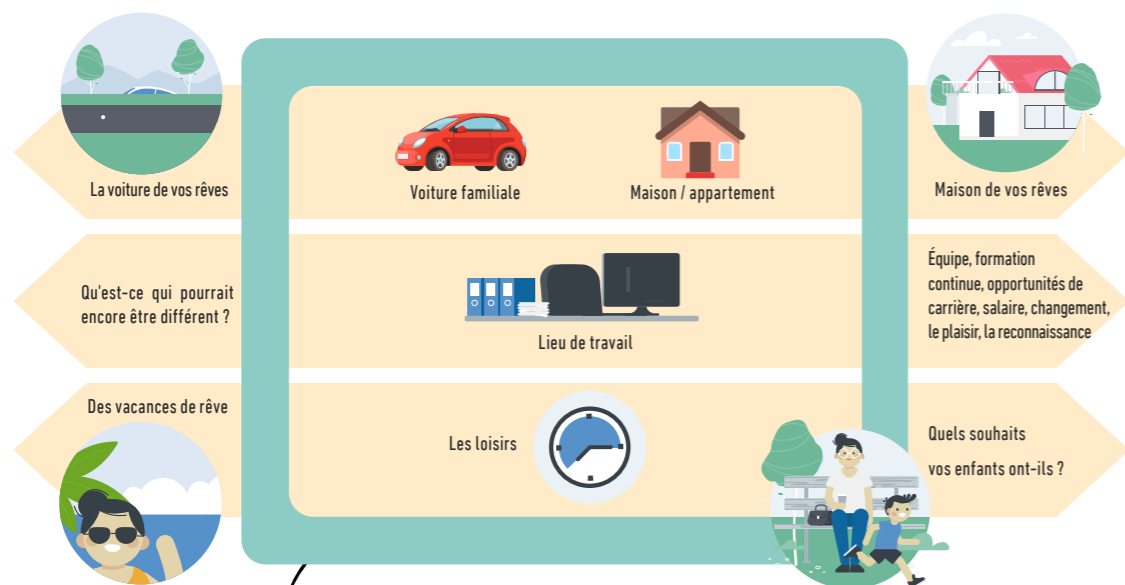 La voiture de vos rêves
Voiture familiale
Maison / appartement
Maison de vos rêves
Qu'est-ce qui pourrait
encore être différent ?
Lieu de travail
Équipe, formation
continue, opportunités de
carrière, salaire, changement,
le plaisir, la reconnaissance
Des vacances de rêve
Les loisirs
Quels souhaits
vos enfants ont-ils ?